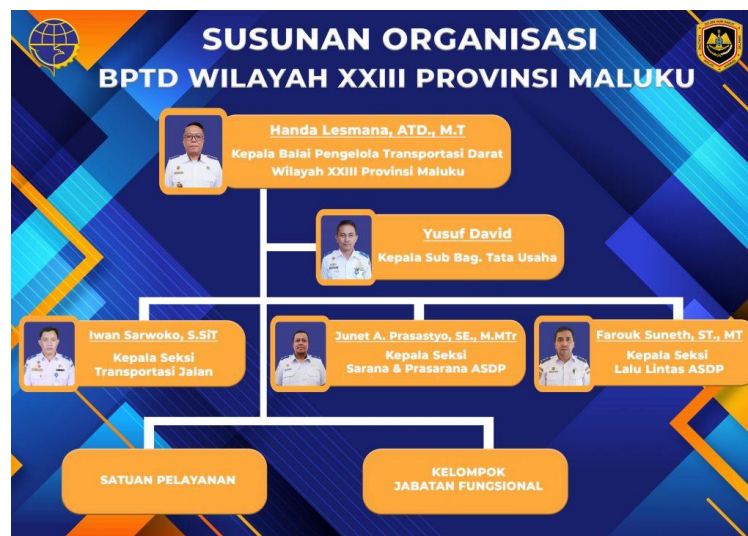 SUSUNAN ORGANISASI
BPTD WILAYAH XXIII PROVINSI MALUKU
Handa Lesmana, ATD., M.T
Kepala Balai Pengelola Transportasi Darat
Wilayah XXIII Provinsi Maluku
Yusuf David
Kepala Sub Bag. Tata Usaha
Iwan Sarwoko, S.SiT
Kepala Seksi
Transportasi Jalan
Junet A. Prasastyo, SE., M.MTr
Kepala Seksi
Sarana & Prasarana ASDP
Farouk Suneth, ST., MT
Kepala Seksi
Lalu Lintas ASDP
SATUAN PELAYANAN
KELOMPOK
JABATAN FUNGSIONAL